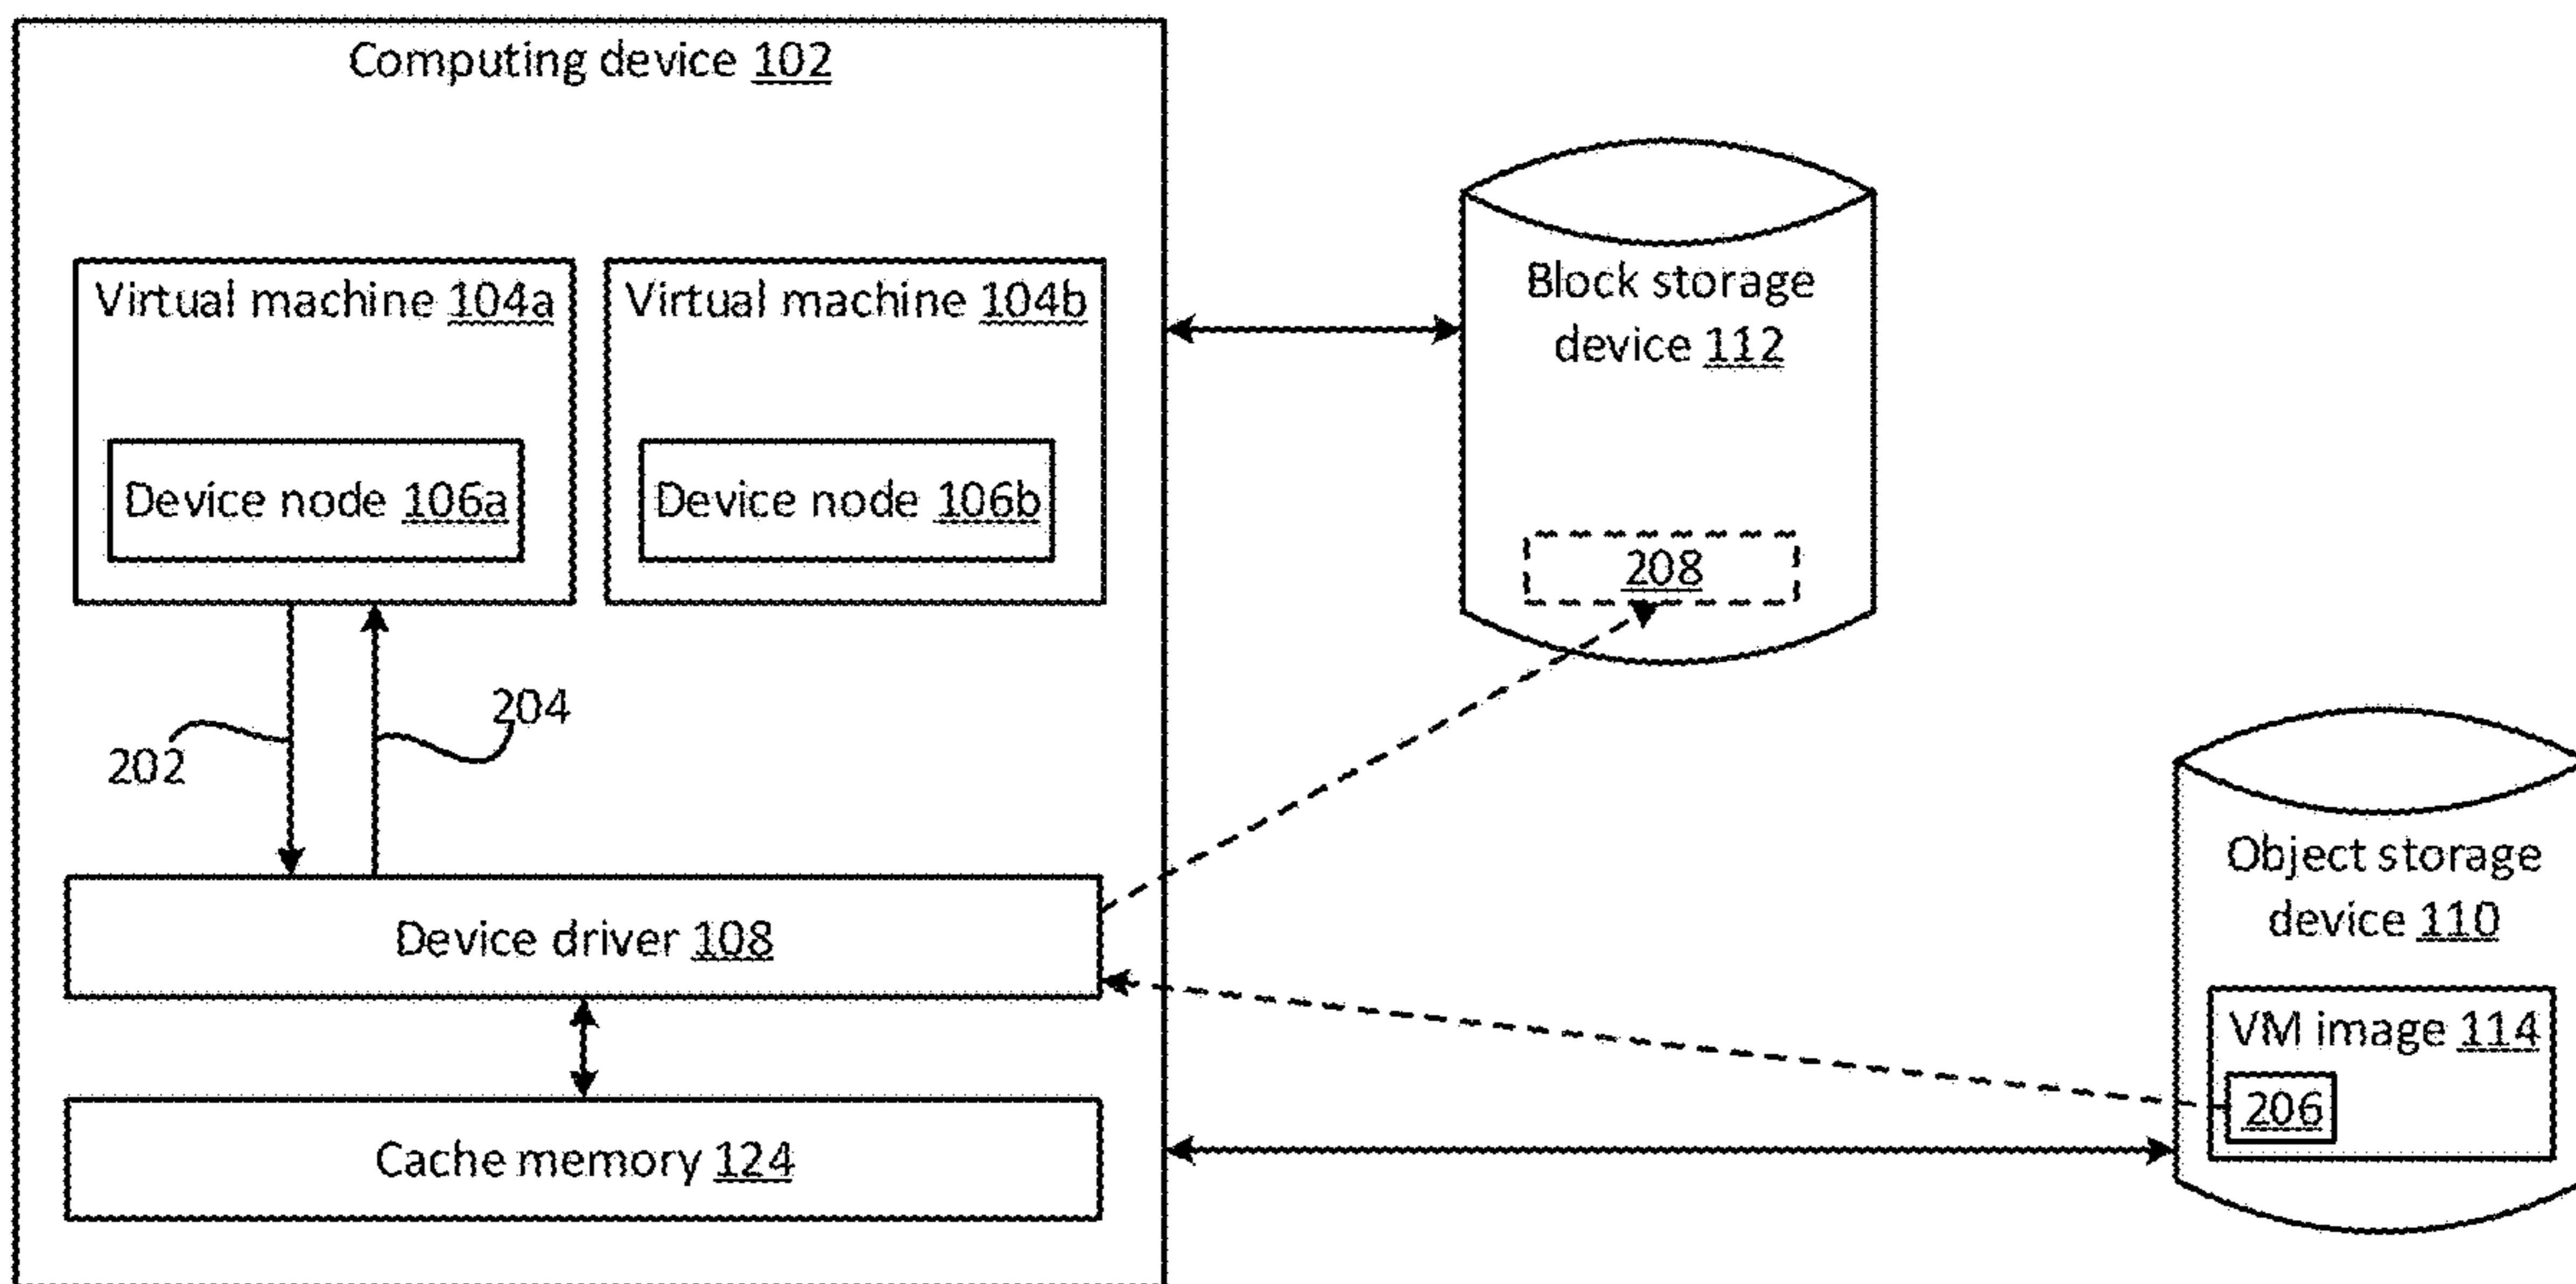 Computing device 102
Virtual machine 104a
Virtual machine 104b
Device node 106a
Device node 106b
Block storage
device 112
208
202
204
Device driver 108
Cache memory 124
Object storage
device 110
VM image 114
206